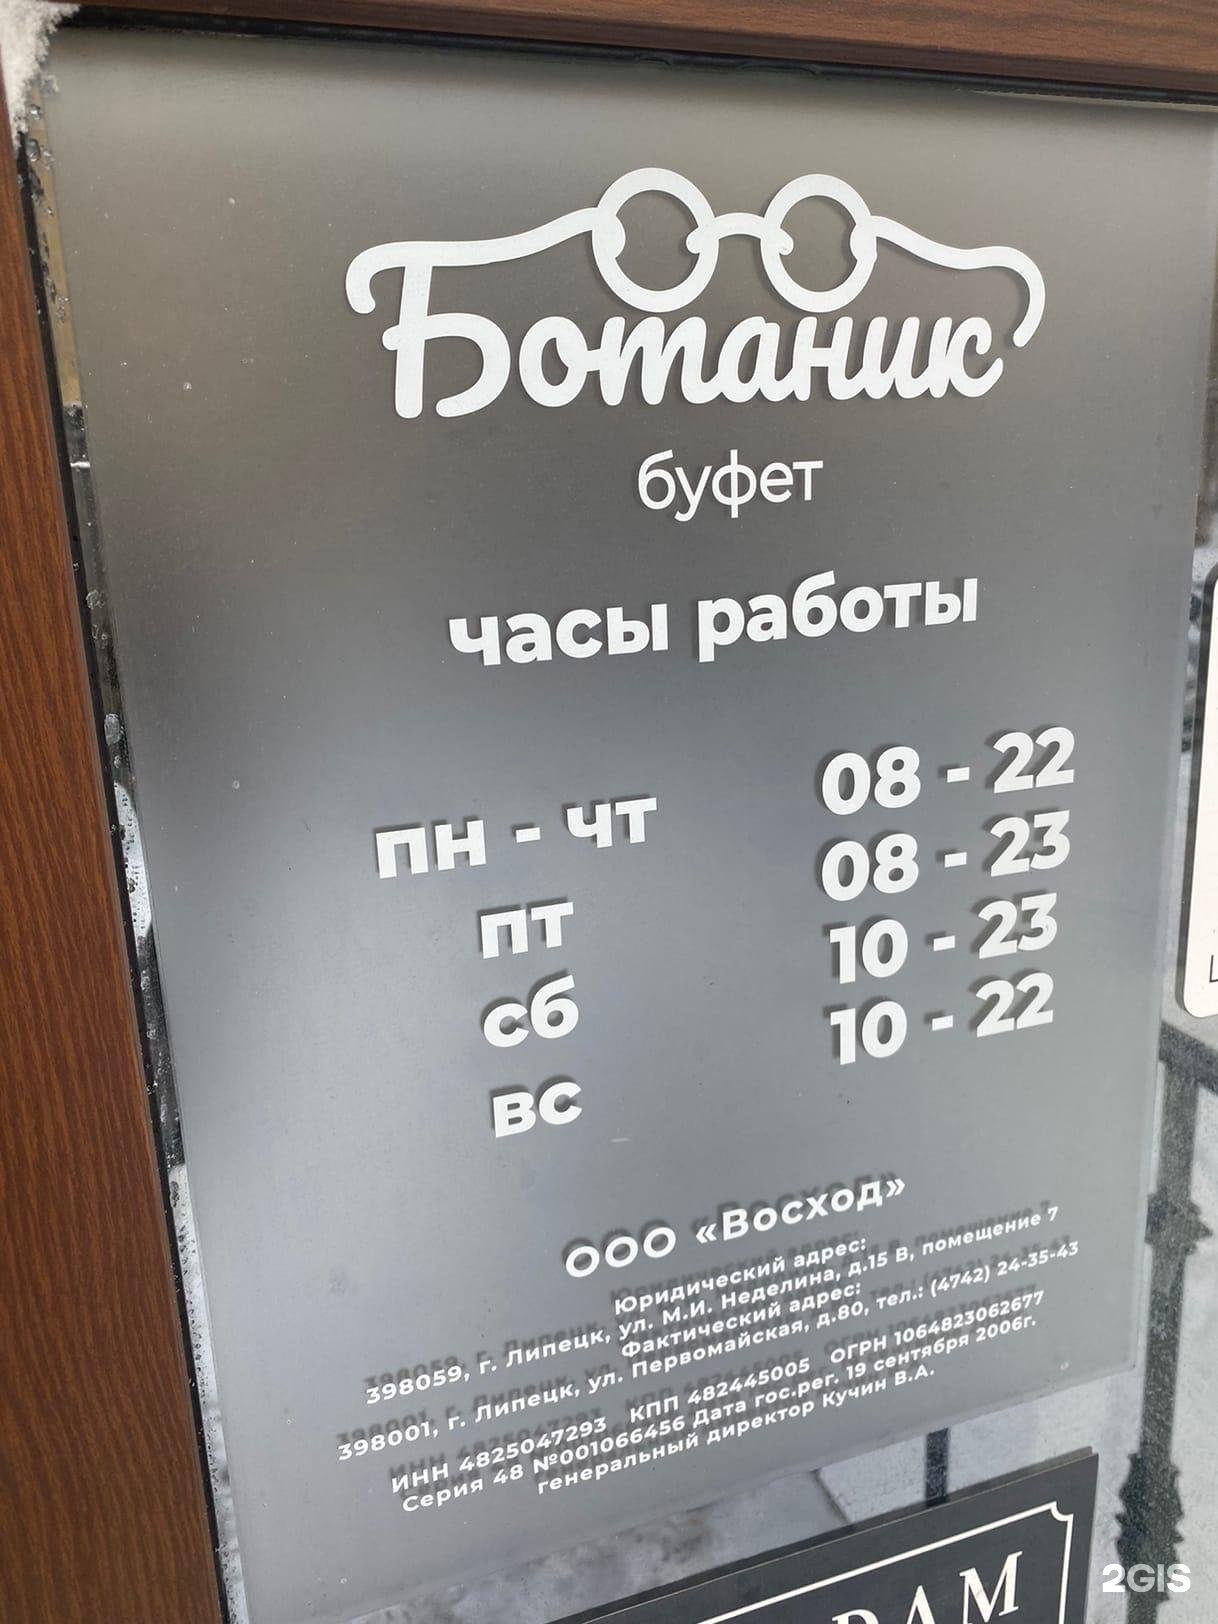 Ботаник
буфет
часы работы
пн - чт 08 - 22
пт 08 - 23
сб 10 - 23
вс 10 - 22
ООО «Восход»
Юридический адрес:
398059, г. Липецк, ул. М.И. Неделина, д.15 В, помещение 7
Фактический адрес:
398001, г. Липецк, ул. Первомайская, д.80, тел.: (4742) 24-35-43
ИНН 4825047293 КПП 482445005 ОГРН 1064823062677
Серия 48 №001066456 Дата гос.рег. 19 сентября 2006г.
генеральный директор Кучин В.А.
2GIS